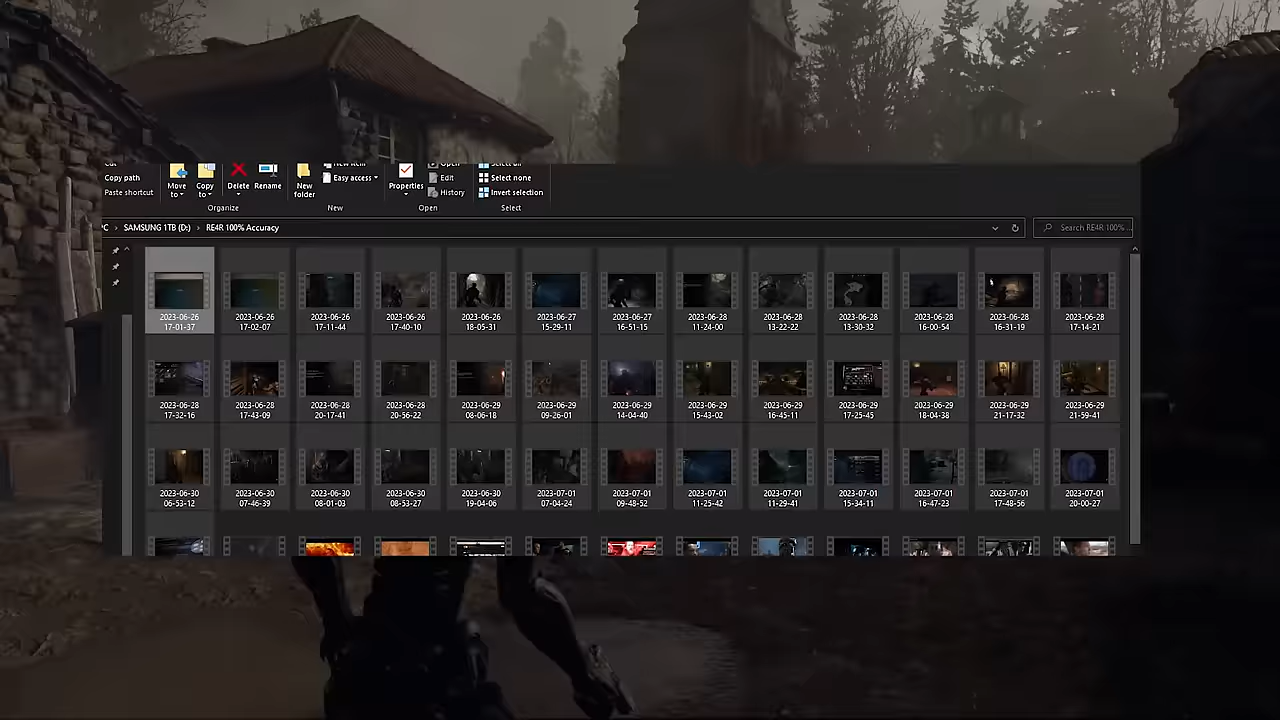 Cut
Copy path
Paste shortcut
Move to
Copy to
Delete
Rename
Organize
New folder
New item
Easy access
New
Properties
Open
Edit
History
Open
Select all
Select none
Invert selection
Select
PC > SAMSUNG 1TB (D:) > RE4R 100% Accuracy
Search RE4R 100% ...
2023-06-26 17-01-37
2023-06-26 17-02-07
2023-06-26 17-11-44
2023-06-26 17-40-10
2023-06-26 18-05-31
2023-06-27 15-29-11
2023-06-27 16-51-15
2023-06-28 11-24-00
2023-06-28 13-22-22
2023-06-28 13-30-32
2023-06-28 16-00-54
2023-06-28 16-31-19
2023-06-28 17-14-21
2023-06-28 17-32-16
2023-06-28 17-43-09
2023-06-28 20-17-41
2023-06-28 20-56-22
2023-06-29 08-06-18
2023-06-29 09-26-01
2023-06-29 14-04-40
2023-06-29 15-43-02
2023-06-29 16-45-11
2023-06-29 17-25-45
2023-06-29 18-04-38
2023-06-29 21-17-32
2023-06-29 21-59-41
2023-06-30 06-53-12
2023-06-30 07-46-39
2023-06-30 08-01-03
2023-06-30 08-53-27
2023-06-30 19-04-06
2023-07-01 07-04-24
2023-07-01 09-48-52
2023-07-01 11-25-42
2023-07-01 11-29-41
2023-07-01 15-34-11
2023-07-01 16-47-23
2023-07-01 17-48-56
2023-07-01 20-00-27